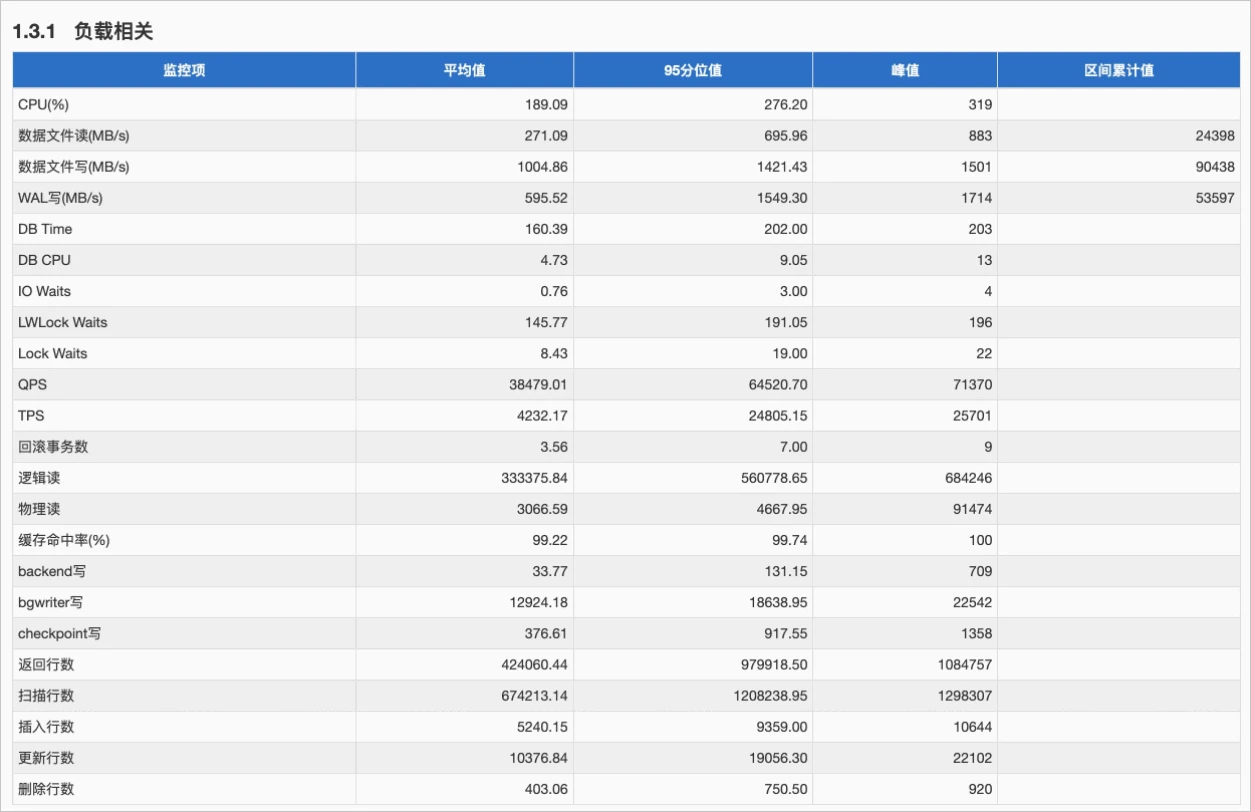 1.3.1 负载相关
监控项 平均值 95分位值 峰值 区间累计值
CPU(%) 189.09 276.20 319
数据文件读(MB/s) 271.09 695.96 883 24398
数据文件写(MB/s) 1004.86 1421.43 1501 90438
WAL写(MB/s) 595.52 1549.30 1714 53597
DB Time 160.39 202.00 203
DB CPU 4.73 9.05 13
IO Waits 0.76 3.00 4
LWLock Waits 145.77 191.05 196
Lock Waits 8.43 19.00 22
QPS 38479.01 64520.70 71370
TPS 4232.17 24805.15 25701
回滚事务数 3.56 7.00 9
逻辑读 333375.84 560778.65 684246
物理读 3066.59 4667.95 91474
缓存命中率(%) 99.22 99.74 100
backend写 33.77 131.15 709
bgwriter写 12924.18 18638.95 22542
checkpoint写 376.61 917.55 1358
返回行数 424060.44 979918.50 1084757
扫描行数 674213.14 1208238.95 1298307
插入行数 5240.15 9359.00 10644
更新行数 10376.84 19056.30 22102
删除行数 403.06 750.50 920